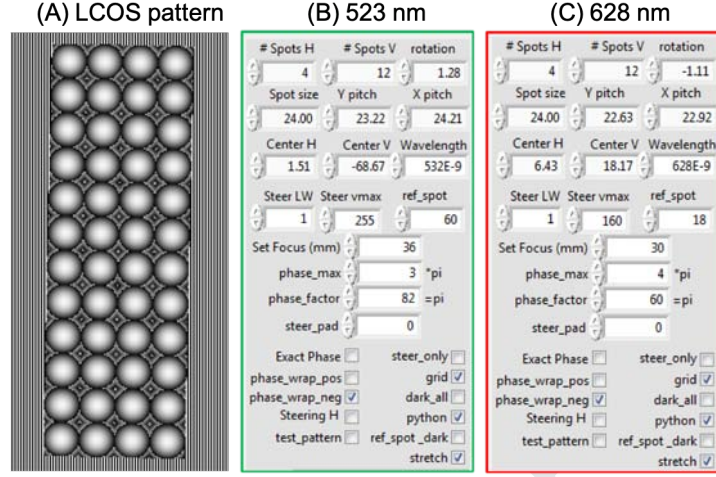 (A) LCOS pattern
(B) 523 nm
(C) 628 nm
# Spots H # Spots V rotation
4 12 1.28
Spot size Y pitch X pitch
24.00 23.22 24.21
Center H Center V Wavelength
1.51 -68.67 532E-9
Steer LW Steer vmax ref_spot
1 255 60
Set Focus (mm) 36
phase_max 3 *pi
phase_factor 82 =pi
steer_pad 0
Exact Phase steer_only
phase_wrap_pos grid
phase_wrap_neg dark_all
Steering H python
test_pattern ref_spot _dark
stretch
# Spots H # Spots V rotation
4 12 -1.11
Spot size Y pitch X pitch
24.00 22.63 22.92
Center H Center V Wavelength
6.43 18.17 628E-9
Steer LW Steer vmax ref_spot
1 160 18
Set Focus (mm) 30
phase_max 4 *pi
phase_factor 60 =pi
steer_pad 0
Exact Phase steer_only
phase_wrap_pos grid
phase_wrap_neg dark_all
Steering H python
test_pattern ref_spot _dark
stretch